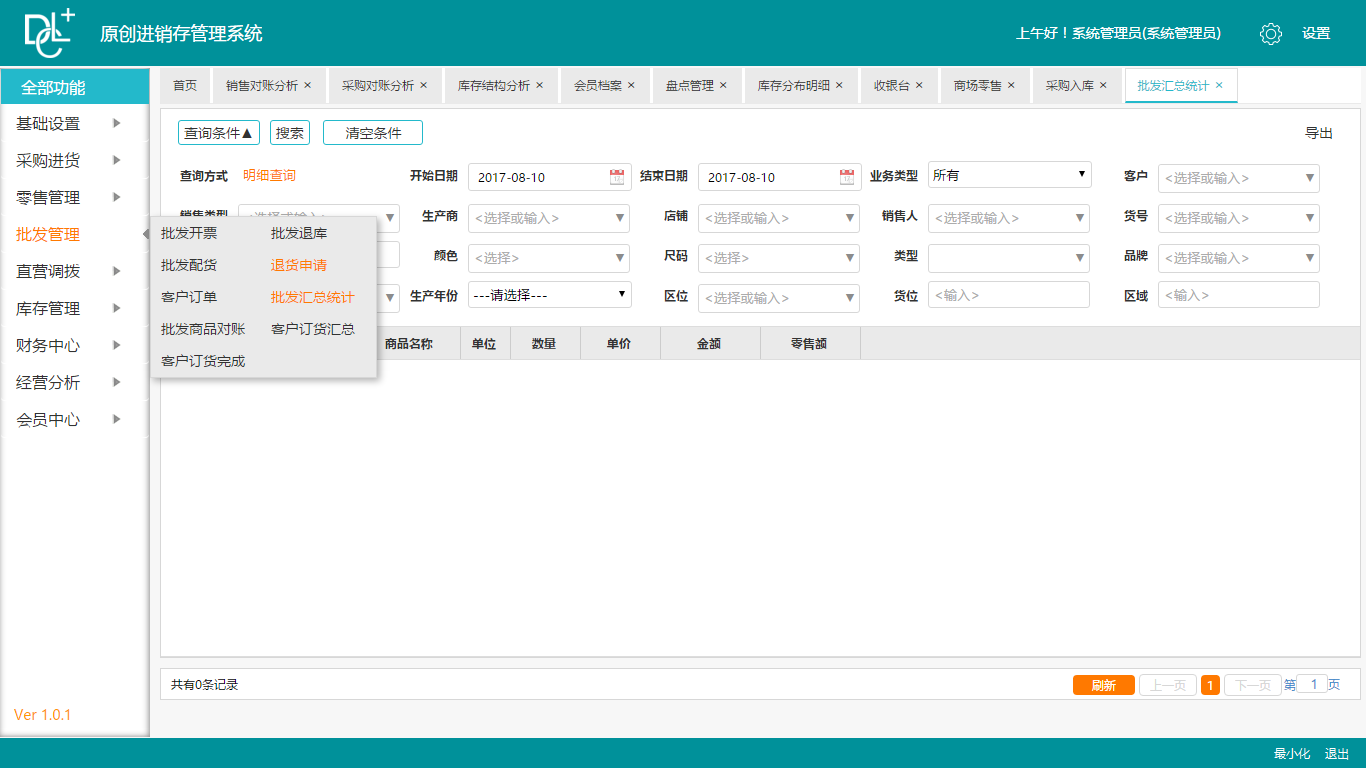 DCL+ 原创进销存管理系统 上午好！系统管理员(系统管理员) 设置
全部功能 首页 销售对账分析 × 采购对账分析 × 库存结构分析 × 会员档案 × 盘点管理 × 库存分布明细 × 收银台 × 商场零售 × 采购入库 × 批发汇总统计 ×
基础设置
采购进货
零售管理
批发管理
直营调拨
库存管理
财务中心
经营分析
会员中心
Ver 1.0.1
查询条件▲ 搜索 清空条件 导出
查询方式 明细查询 开始日期 2017-08-10 结束日期 2017-08-10 业务类型 所有 客户 <选择或输入>
销售类型 <选择或输入> 生产商 <选择或输入> 店铺 <选择或输入> 销售人 <选择或输入> 货号 <选择或输入>
颜色 <选择> 尺码 <选择> 类型 品牌 <选择或输入>
生产年份 ---请选择--- 区位 <选择或输入> 货位 <输入> 区域 <输入>
批发开票 批发退库
批发配货 退货申请
客户订单 批发汇总统计
批发商品对账 客户订货汇总
客户订货完成
商品名称 单位 数量 单价 金额 零售额
共有0条记录 刷新 上一页 1 下一页 第 1 页
最小化 退出